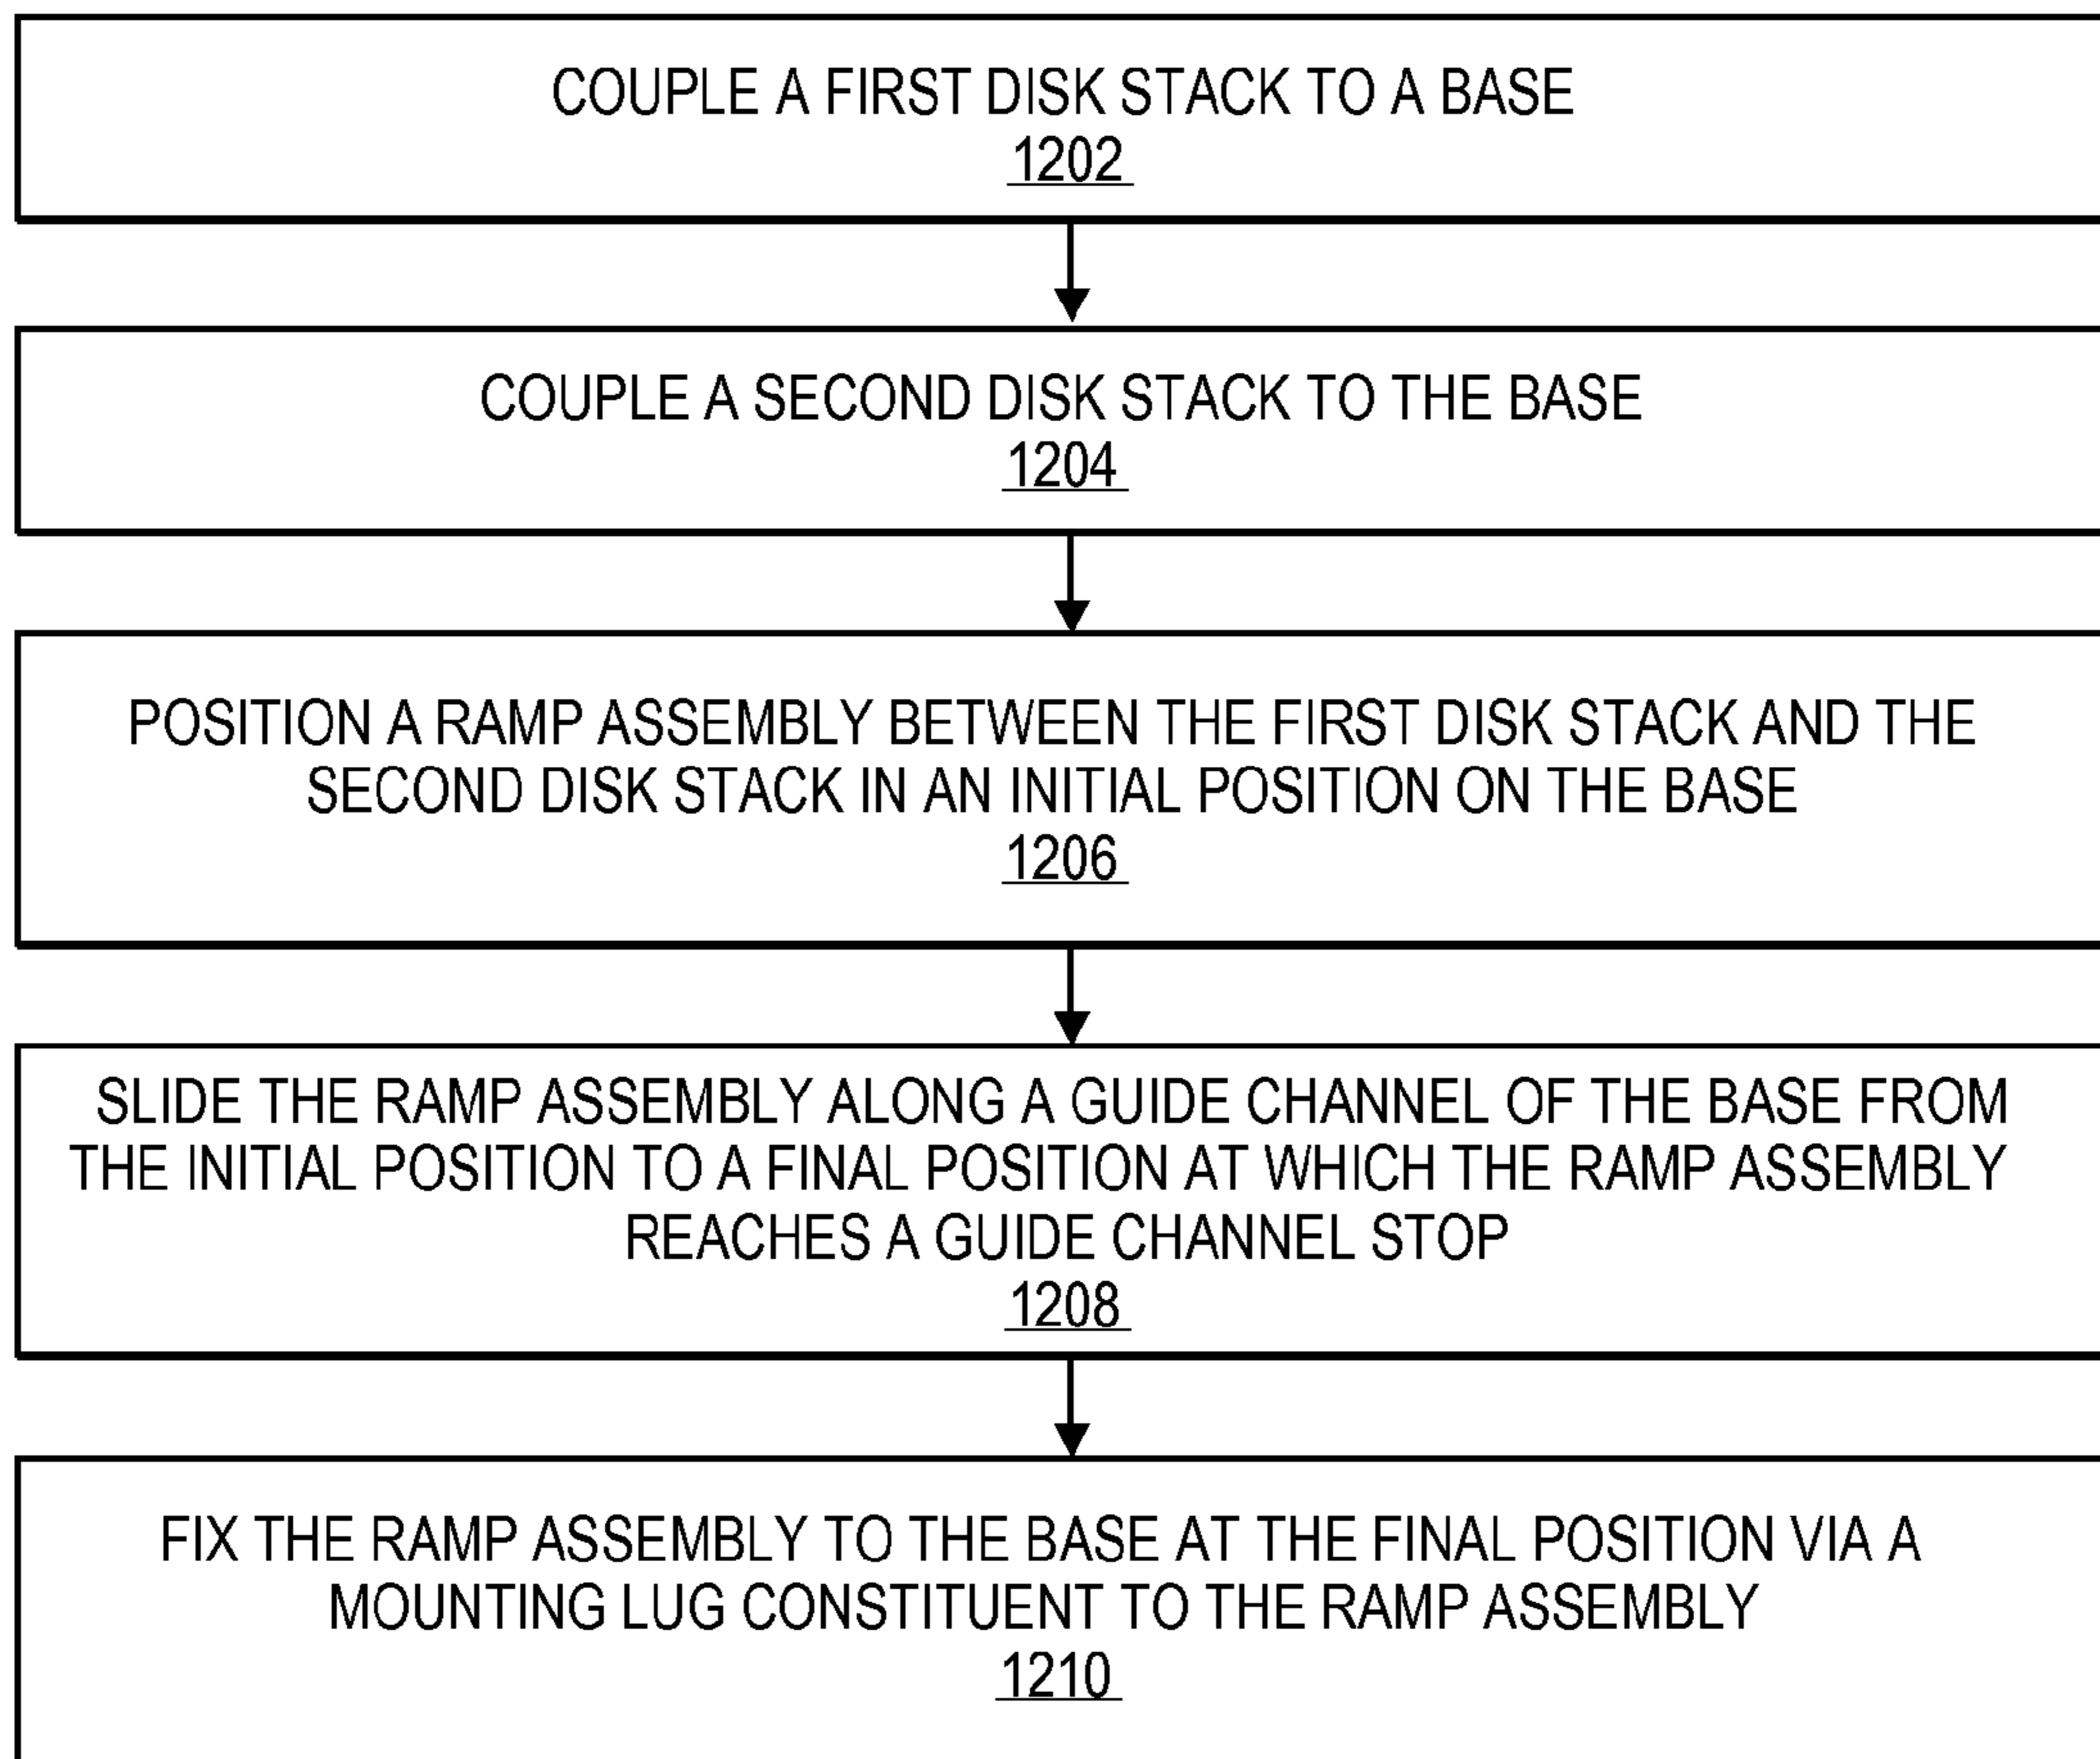 COUPLE A FIRST DISK STACK TO A BASE
1202
COUPLE A SECOND DISK STACK TO THE BASE
1204
POSITION A RAMP ASSEMBLY BETWEEN THE FIRST DISK STACK AND THE
SECOND DISK STACK IN AN INITIAL POSITION ON THE BASE
1206
SLIDE THE RAMP ASSEMBLY ALONG A GUIDE CHANNEL OF THE BASE FROM
THE INITIAL POSITION TO A FINAL POSITION AT WHICH THE RAMP ASSEMBLY
REACHES A GUIDE CHANNEL STOP
1208
FIX THE RAMP ASSEMBLY TO THE BASE AT THE FINAL POSITION VIA A
MOUNTING LUG CONSTITUENT TO THE RAMP ASSEMBLY
1210